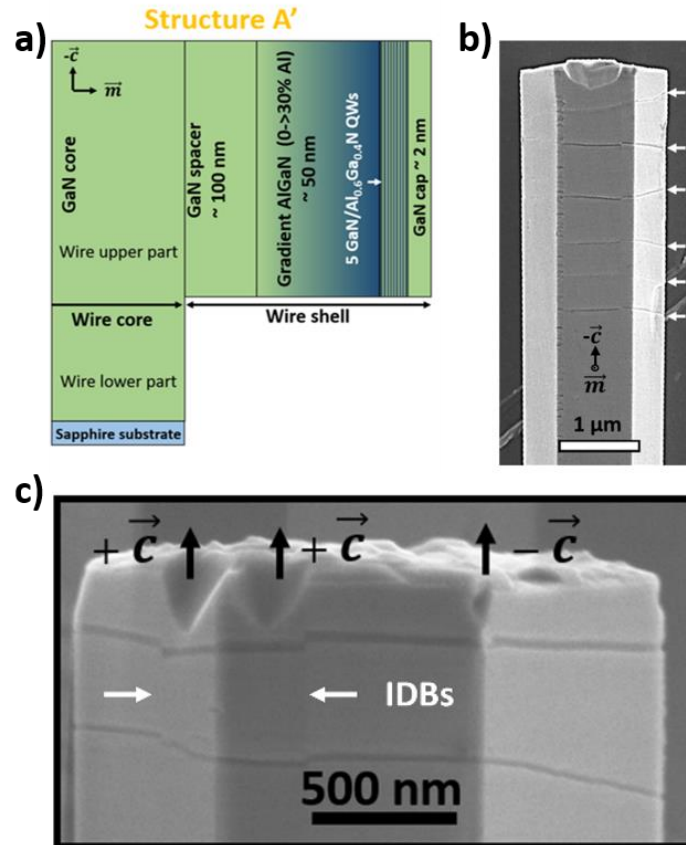 Structure A’
a)
-c
m
GaN core
Wire upper part
GaN spacer
~ 100 nm
Gradient AlGaN (0->30% Al)
~ 50 nm
5 GaN/Al0.6Ga0.4N QWs
GaN cap ~ 2 nm
Wire core
Wire shell
Wire lower part
Sapphire substrate
b)
-c
m
1 µm
c)
+c
+c
-c
IDBs
500 nm